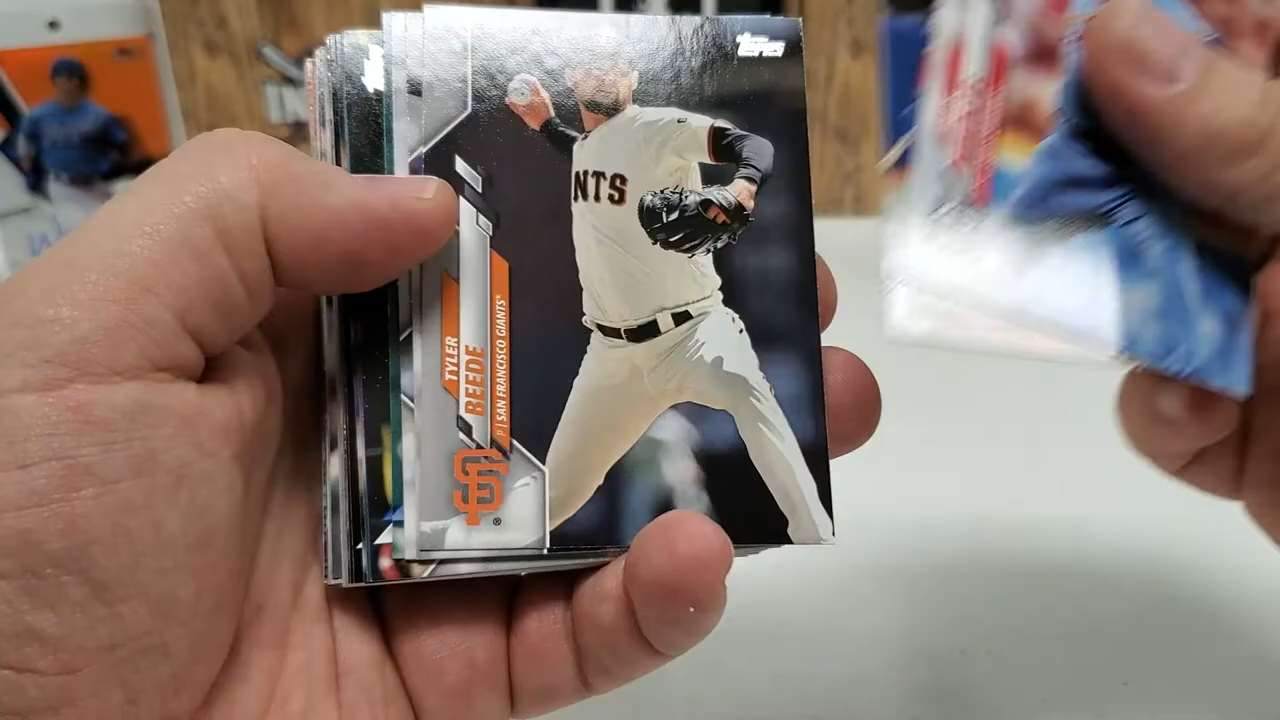 Topps
NTS
TYLER
BEEDE
P | SAN FRANCISCO GIANTS®
SF®